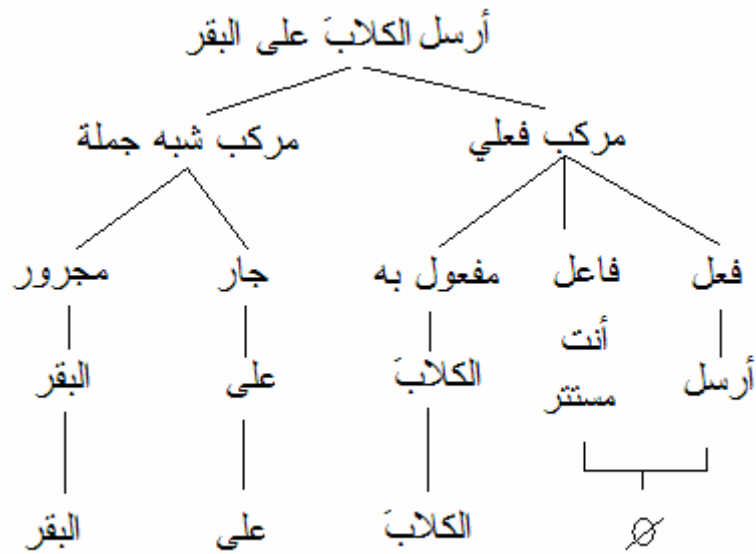 أرسل الكلابَ على البقر
مركب فعلي مركب شبه جملة
فعل فاعل مفعول به جار مجرور
أرسل أنت مستتر الكلابَ على البقر
∅ الكلابَ على البقر